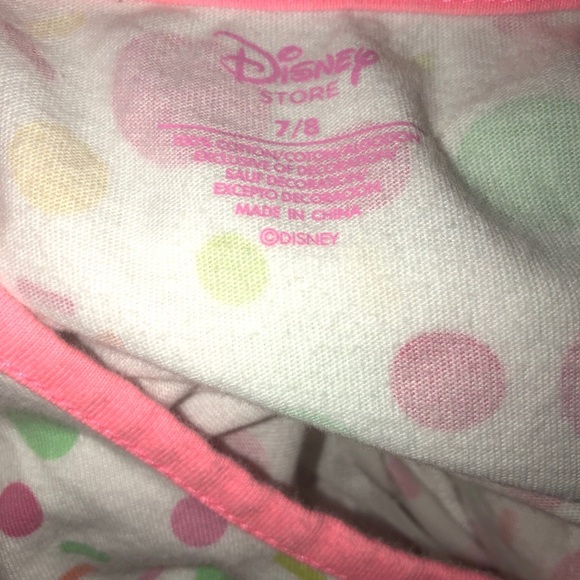 Disney
STORE
7/8
100% COTTON/COTON/ALGODÓN
EXCLUSIVE OF DECORATION
SAUF DÉCORATION
EXCEPTO DECORACIÓN
MADE IN CHINA
©DISNEY